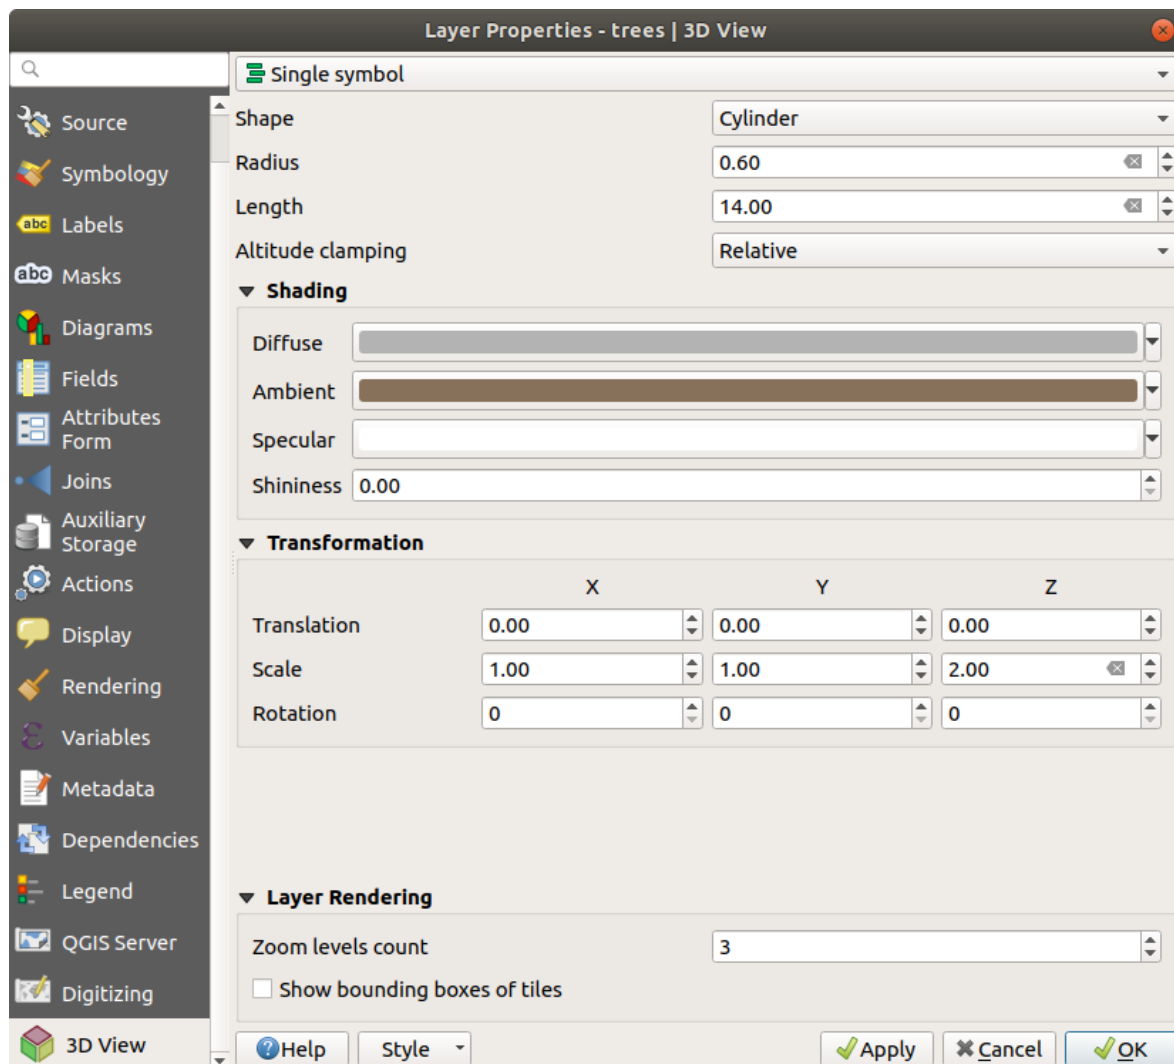 Layer Properties - trees | 3D View
Source
Symbology
abc Labels
abc Masks
Diagrams
Fields
Attributes
Form
Joins
Auxiliary
Storage
Actions
Display
Rendering
Variables
Metadata
Dependencies
Legend
QGIS Server
Digitizing
3D View
Single symbol
Shape Cylinder
Radius 0.60
Length 14.00
Altitude clamping Relative
Shading
Diffuse
Ambient
Specular
Shininess 0.00
Transformation
X Y Z
Translation 0.00 0.00 0.00
Scale 1.00 1.00 2.00
Rotation 0 0 0
Layer Rendering
Zoom levels count 3
Show bounding boxes of tiles
Help Style Apply Cancel OK